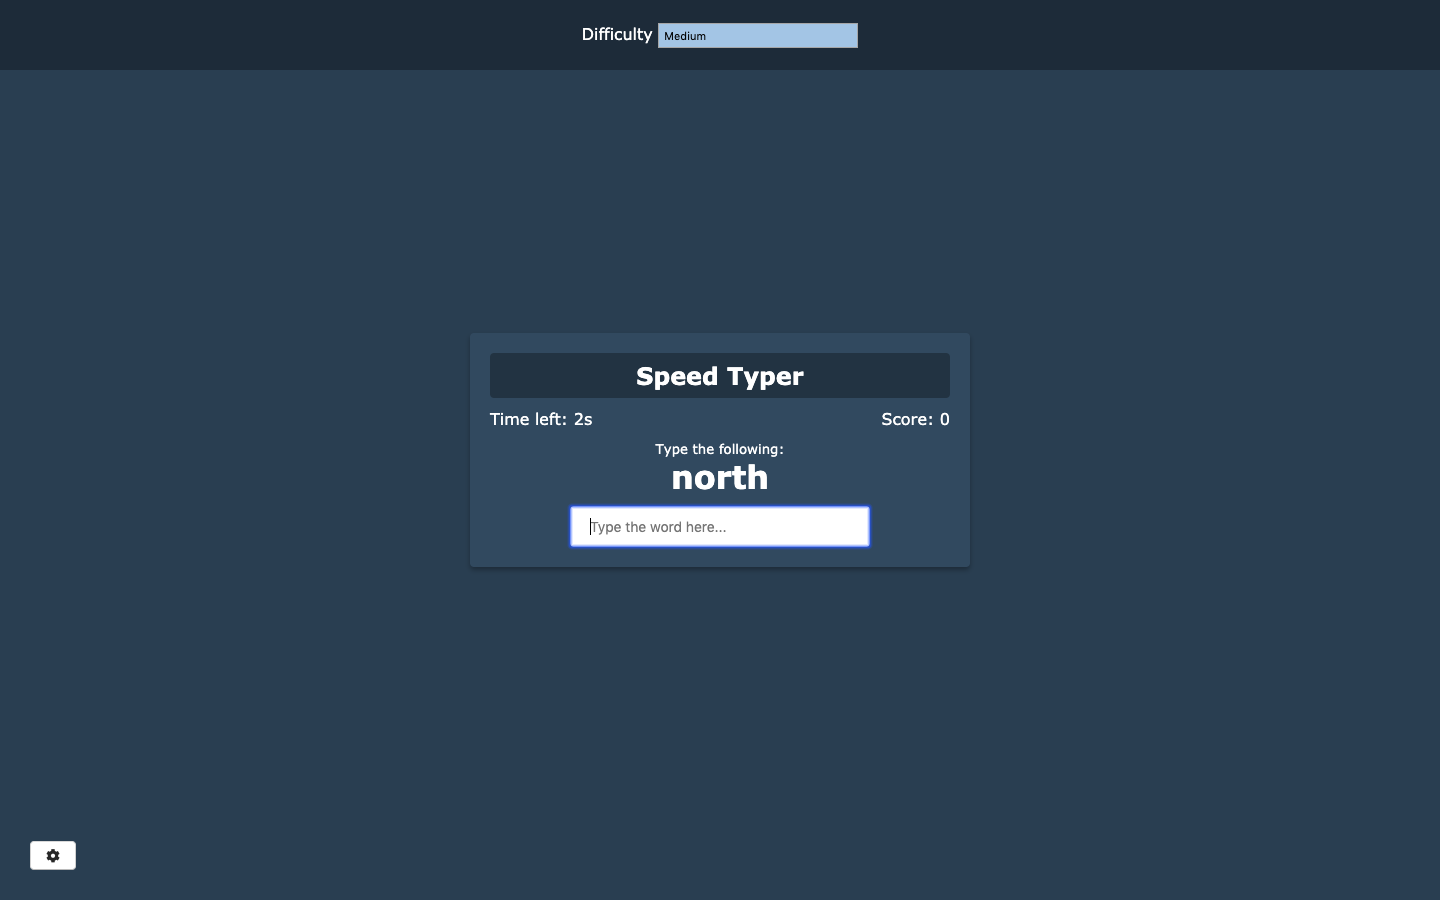 Difficulty Medium
Speed Typer
Time left: 2s Score: 0
Type the following:
north
Type the word here...